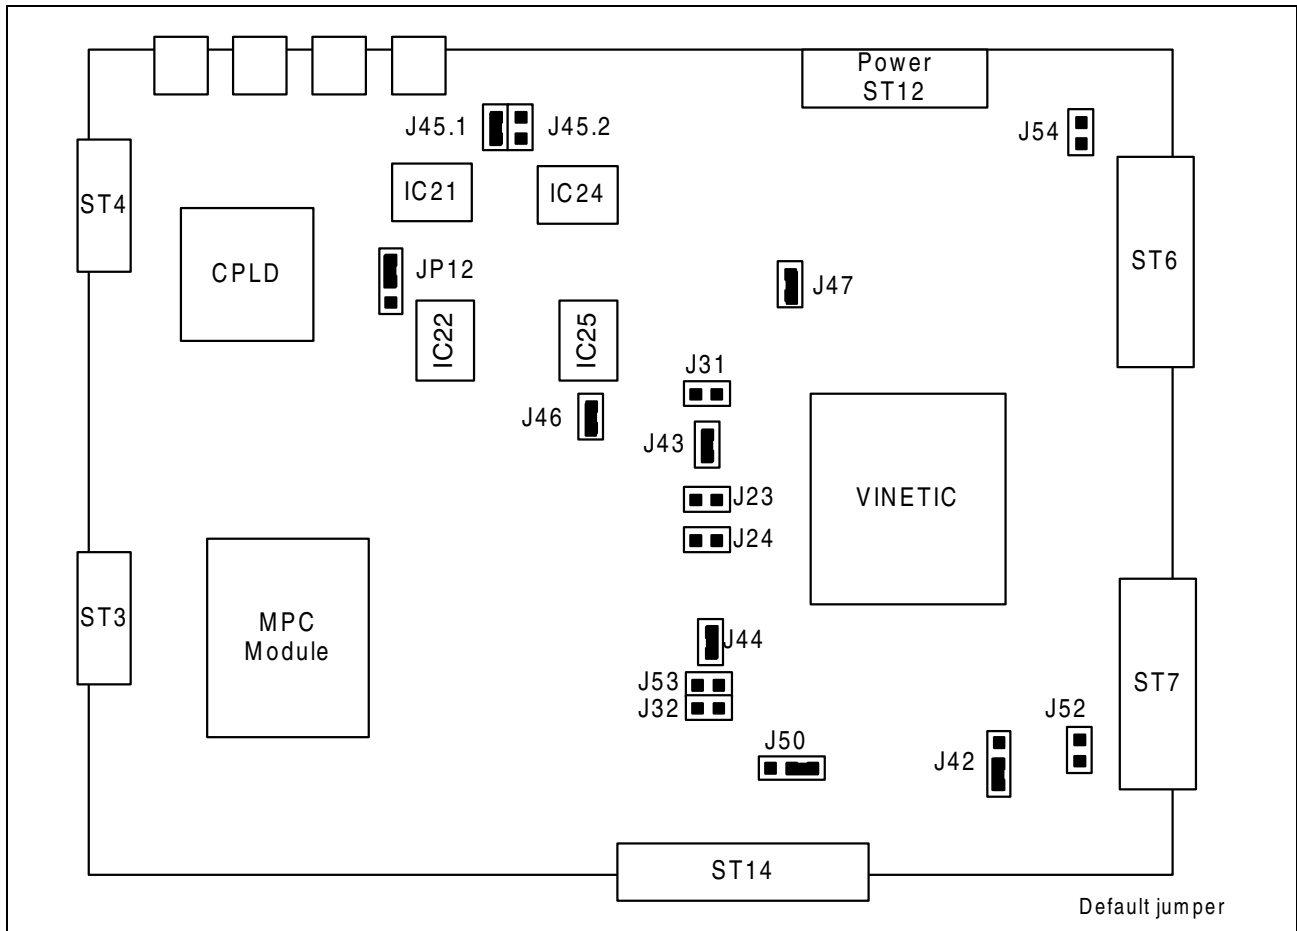 Power
ST12
J45.1
J45.2
J54
IC21
IC24
ST4
ST6
CPLD
JP12
J47
IC22
IC25
J31
J46
J43
J23
VINETIC
J24
ST3
MPC
Module
J44
J53
J32
ST7
J52
J50
J42
ST14
Default jumper